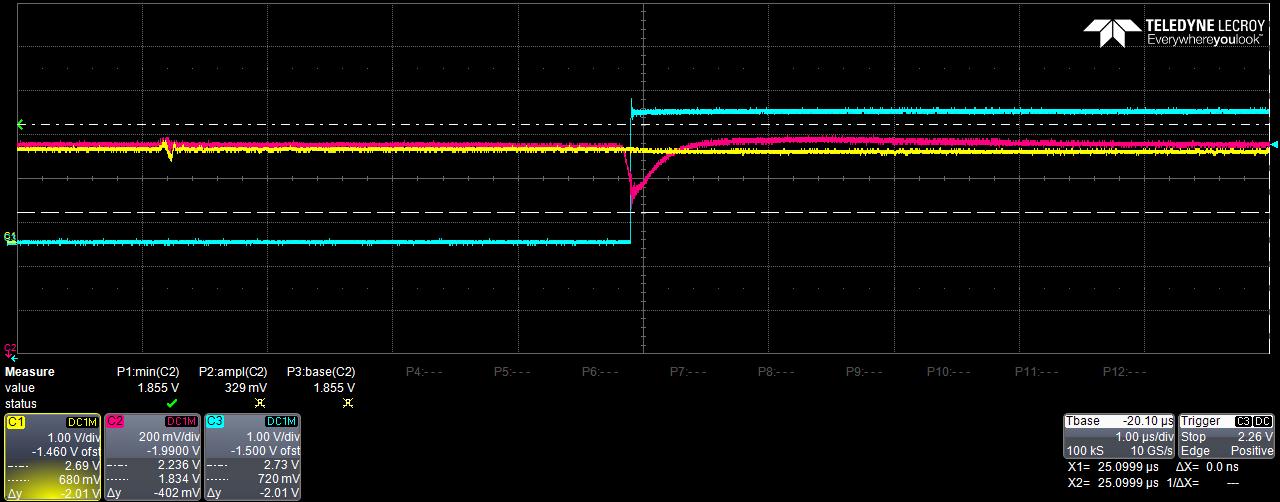 TELEDYNE LECROY
Everywhereyoulook™
C1
C2
Measure P1:min(C2) P2:ampl(C2) P3:base(C2) P4:--- P5:--- P6:--- P7:--- P8:--- P9:--- P10:--- P11:--- P12:---
value 1.855 V 329 mV 1.855 V
status
C1 DC1M C2 DC1M C3 DC1M Tbase -20.10 µs Trigger C3 DC
1.00 V/div 200 mV/div 1.00 V/div 1.00 µs/div Stop 2.26 V
-1.460 V ofst -1.9900 V -1.500 V ofst 100 kS 10 GS/s Edge Positive
2.69 V 2.236 V 2.73 V X1= 25.0999 µs ΔX= 0.0 ns
680 mV 1.834 V 720 mV X2= 25.0999 µs 1/ΔX= ---
Δy -2.01 V Δy -402 mV Δy -2.01 V